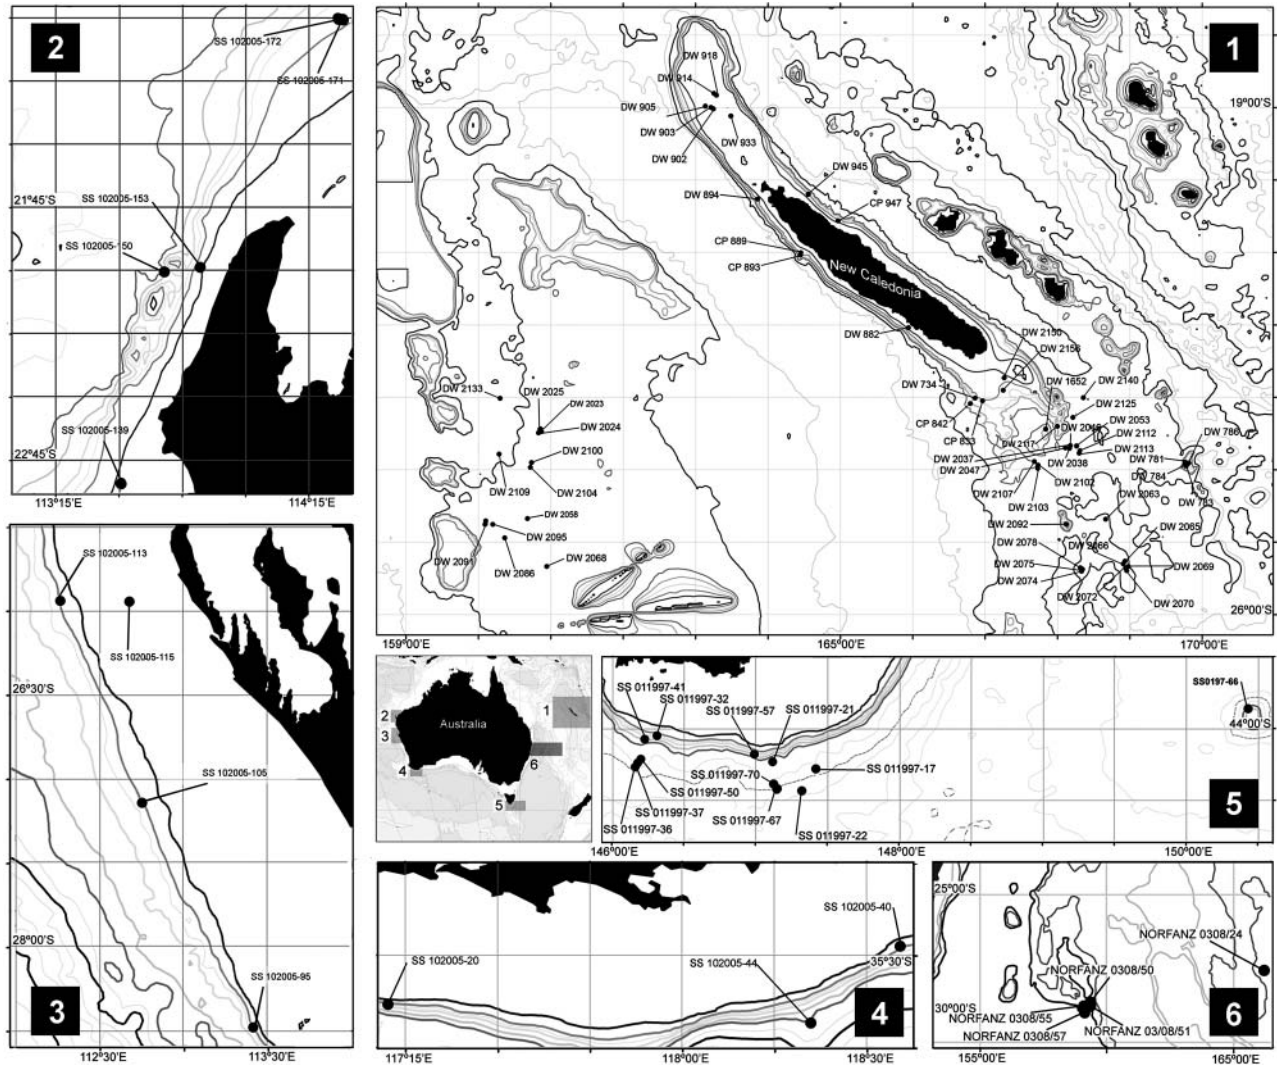 2
SS 102005-172
SS 102005-171
21º45'S
SS 102005-153
SS 102005-150
SS 102005-139
22º45'S
113º15'E
114º15'E
1
DW 918
DW 914
DW 905
DW 903
DW 902
DW 933
19º00'S
DW 945
DW 894
CP 947
CP 889
CP 893
New Caledonia
DW 882
DW 2150
DW 2156
DW 1652
DW 2140
DW 734
DW 2125
DW 2053
DW 2112
DW 2113
CP 842
CP 833
DW 2117
DW 2046
DW 2037
DW 2047
DW 2038
DW 786
DW 781
DW 784
DW 783
DW 2133
DW 2025
DW 2023
DW 2024
DW 2100
DW 2109
DW 2104
DW 2107
DW 2103
DW 2102
DW 2063
DW 2058
DW 2095
DW 2091
DW 2086
DW 2068
DW 2092
DW 2078
DW 2066
DW 2065
DW 2075
DW 2074
DW 2069
DW 2072
DW 2070
26º00'S
159º00'E
165º00'E
170º00'E
SS 102005-113
SS 102005-115
26º30'S
SS 102005-105
28º00'S
SS 102005-95
3
112º30'E
113º30'E
Australia
1
2
3
4
5
6
SS 011997-41
SS 011997-32
SS 011997-57
SS 011997-21
SS0197-66
44º00'S
SS 011997-17
SS 011997-70
SS 011997-50
SS 011997-37
SS 011997-36
SS 011997-67
SS 011997-22
5
146º00'E
148º00'E
150º00'E
SS 102005-40
SS 102005-20
SS 102005-44
35º30'S
4
117º15'E
118º00'E
118º30'E
25º00'S
NORFANZ 0308/24
NORFANZ 0308/50
30º00'S
NORFANZ 0308/55
NORFANZ 0308/57
NORFANZ 03/08/51
6
155º00'E
165º00'E